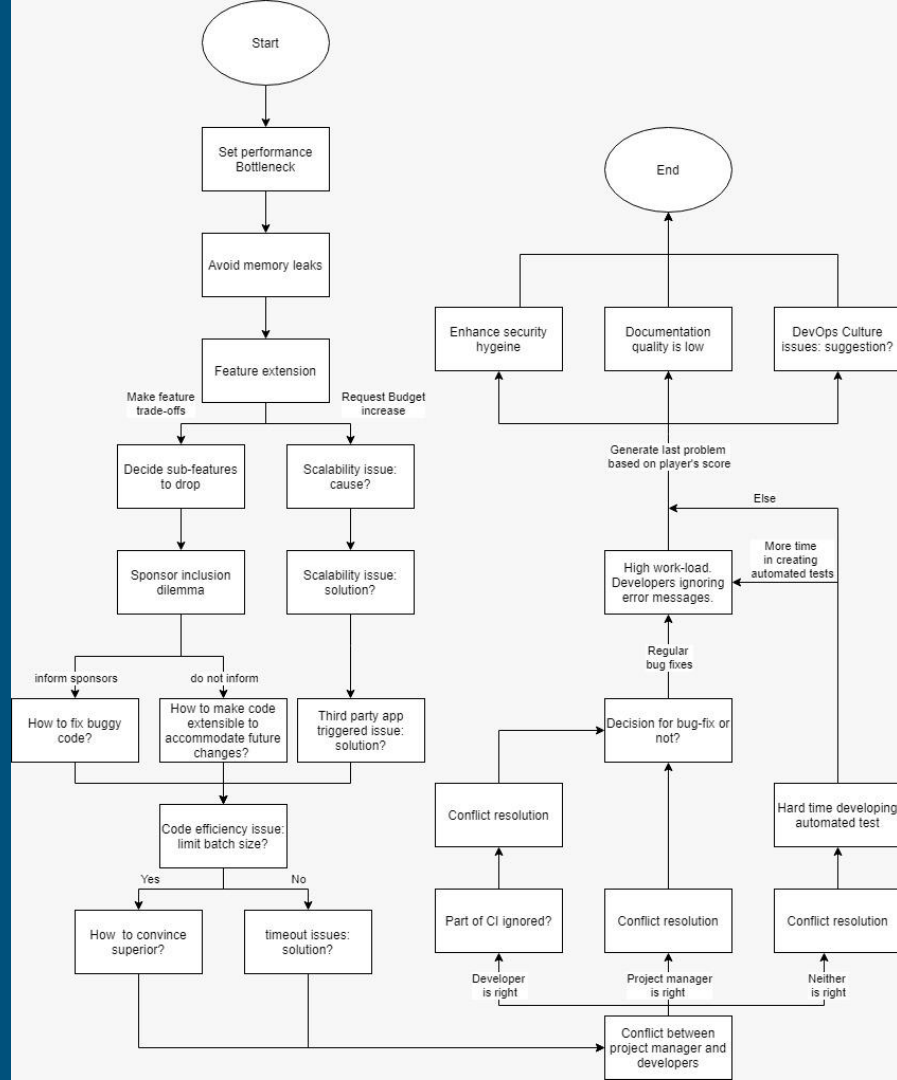 Start
Set performance
Bottleneck
Avoid memory leaks
Feature extension
Make feature
trade-offs
Request Budget
increase
Decide sub-features
to drop
Scalability issue:
cause?
Sponsor inclusion
dilemma
Scalability issue:
solution?
inform sponsors
do not inform
How to fix buggy
code?
How to make code
extensible to
accommodate future
changes?
Third party app
triggered issue:
solution?
Code efficiency issue:
limit batch size?
Yes
No
How to convince
superior?
timeout issues:
solution?
Conflict between
project manager and
developers
Developer
is right
Project manager
is right
Neither
is right
Part of CI ignored?
Conflict resolution
Conflict resolution
Conflict resolution
Hard time developing
automated test
Decision for bug-fix or
not?
Regular
bug fixes
High work-load.
Developers ignoring
error messages.
More time
in creating
automated tests
Else
Generate last problem
based on player's score
Enhance security
hygeine
Documentation
quality is low
DevOps Culture
issues: suggestion?
End